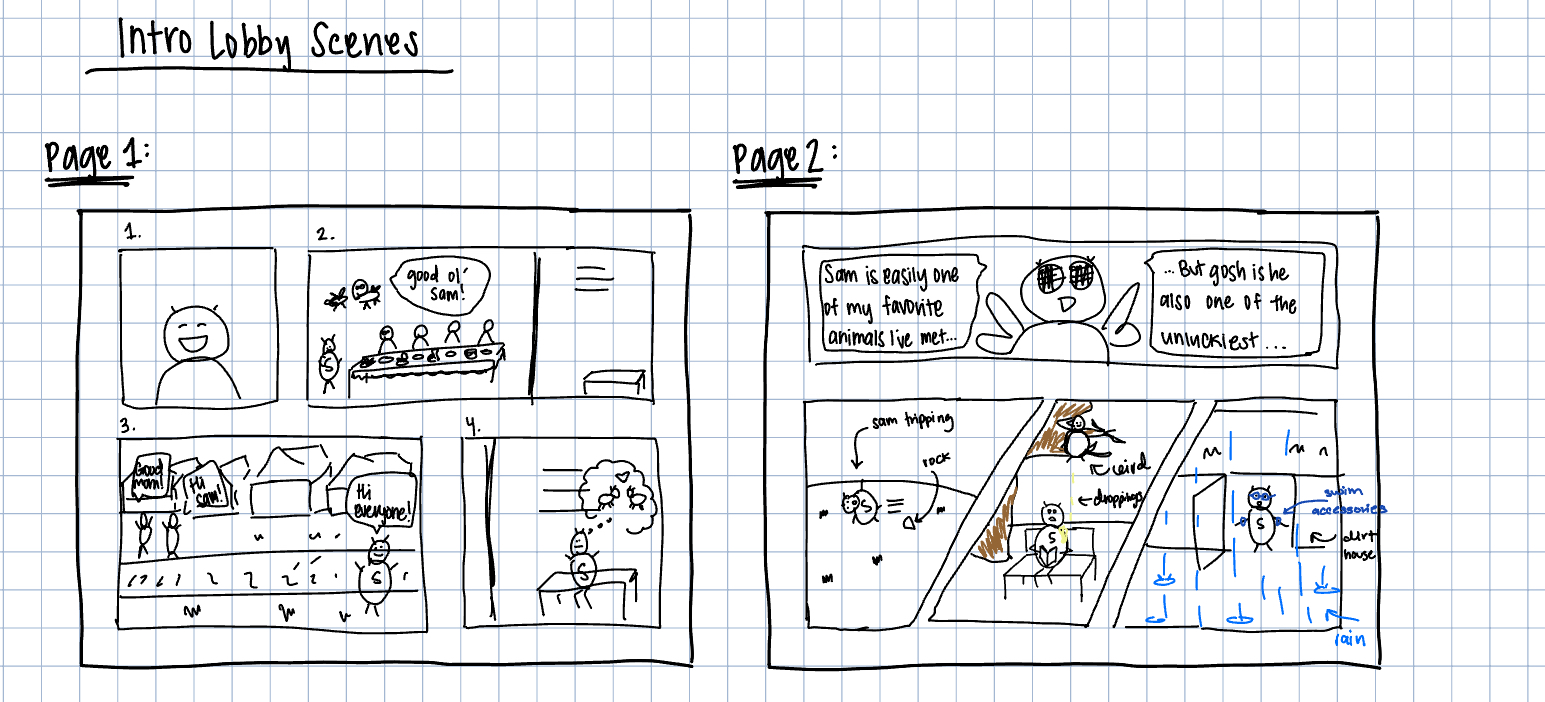 Intro Lobby Scenes
Page 1:
1.
2.
good ol'
sam!
S
3.
Good
morn!
Hi
Sam!
Hi
everyone!
S
4.
S
Page 2:
Sam is easily one
of my favorite
animals I've met...
...But gosh is he
also one of the
unluckiest...
sam tripping
rock
S
bird
droppings
S
swim
accessories
S
dirt
house
rain